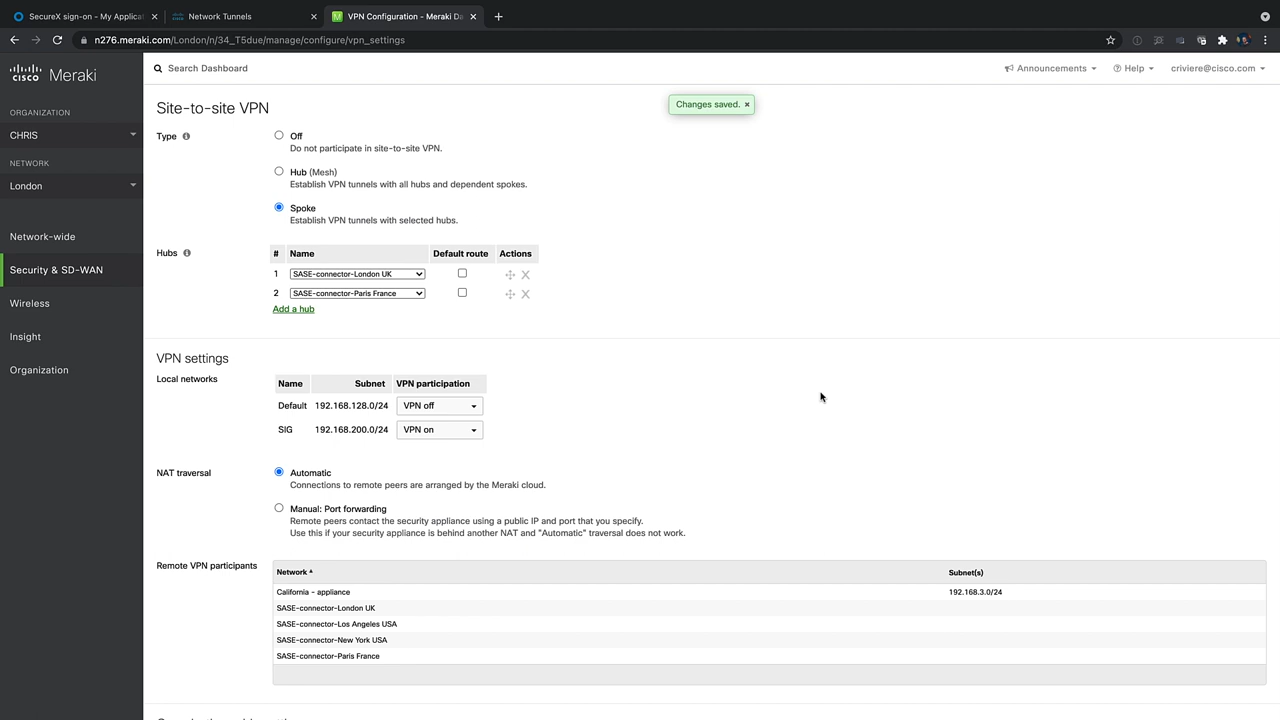 SecureX sign-on - My Applicat
Network Tunnels
VPN Configuration - Meraki Da
n276.meraki.com/London/n/34_T5due/manage/configure/vpn_settings
cisco Meraki
Search Dashboard
Announcements
Help
criviere@cisco.com
ORGANIZATION
CHRIS
NETWORK
London
Network-wide
Security & SD-WAN
Wireless
Insight
Organization
Site-to-site VPN
Changes saved. ×
Type
Off
Do not participate in site-to-site VPN.
Hub (Mesh)
Establish VPN tunnels with all hubs and dependent spokes.
Spoke
Establish VPN tunnels with selected hubs.
Hubs
# Name Default route Actions
1 SASE-connector-London UK
2 SASE-connector-Paris France
Add a hub
VPN settings
Local networks
Name Subnet VPN participation
Default 192.168.128.0/24 VPN off
SIG 192.168.200.0/24 VPN on
NAT traversal
Automatic
Connections to remote peers are arranged by the Meraki cloud.
Manual: Port forwarding
Remote peers contact the security appliance using a public IP and port that you specify.
Use this if your security appliance is behind another NAT and "Automatic" traversal does not work.
Remote VPN participants
Network Subnet(s)
California - appliance 192.168.3.0/24
SASE-connector-London UK
SASE-connector-Los Angeles USA
SASE-connector-New York USA
SASE-connector-Paris France